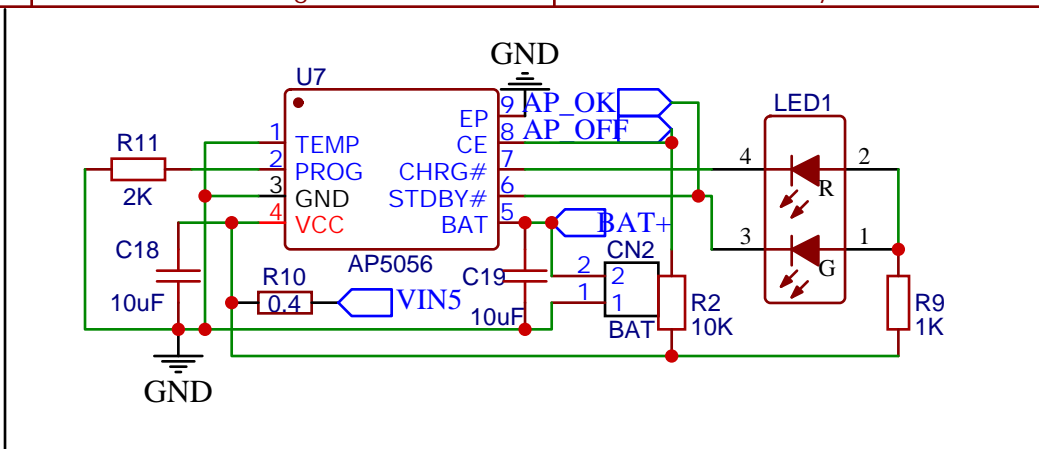 GND
U7
9
AP_OK
LED1
EP
8
AP_OFF
1
TEMP
CE
R11
2
PROG
CHRG#
7
4
2
2K
3
GND
STDBY#
6
R
4
VCC
BAT
5
BAT+
3
1
C18
AP5056
C19
CN2
G
R10
2
2
10uF
0.4
VIN5
1
1
R2
R9
10uF
BAT
10K
1K
GND